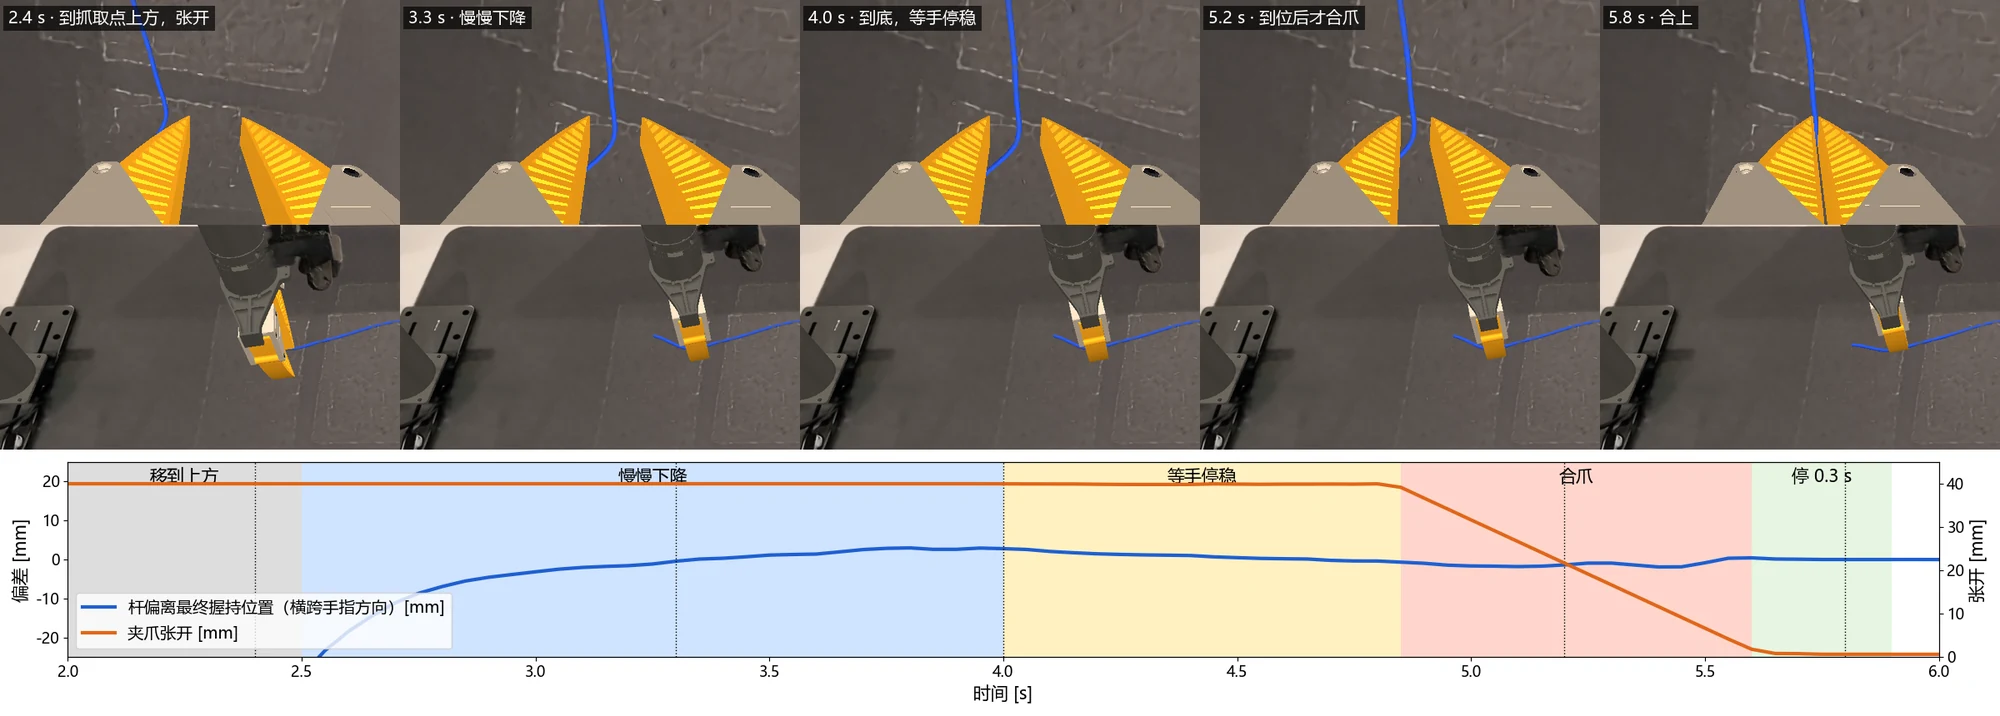 2.4 s · 到抓取点上方，张开
3.3 s · 慢慢下降
4.0 s · 到底，等手停稳
5.2 s · 到位后才合爪
5.8 s · 合上
移到上方
慢慢下降
等手停稳
合爪
停 0.3 s
20
10
0
-10
-20
偏差 [mm]
杆偏离最终握持位置（横跨手指方向）[mm]
夹爪张开 [mm]
40
30
20
10
0
张开 [mm]
2.0 2.5 3.0 3.5 4.0 4.5 5.0 5.5 6.0
时间 [s]